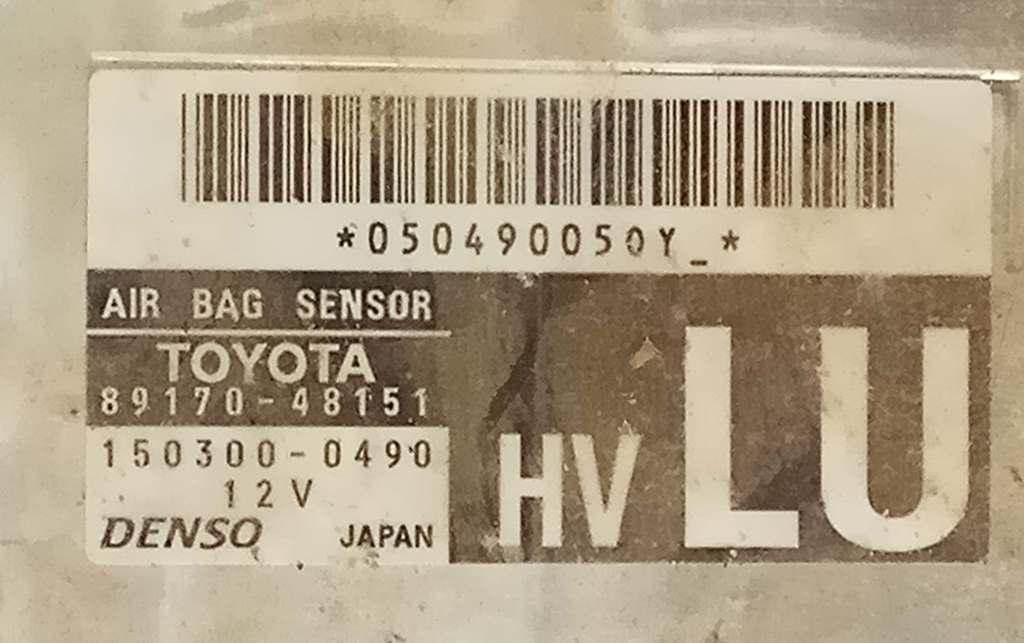 *050490050Y_*
AIR BAG SENSOR
TOYOTA
89170-48151
150300-0490
12V
DENSO JAPAN
HV LU